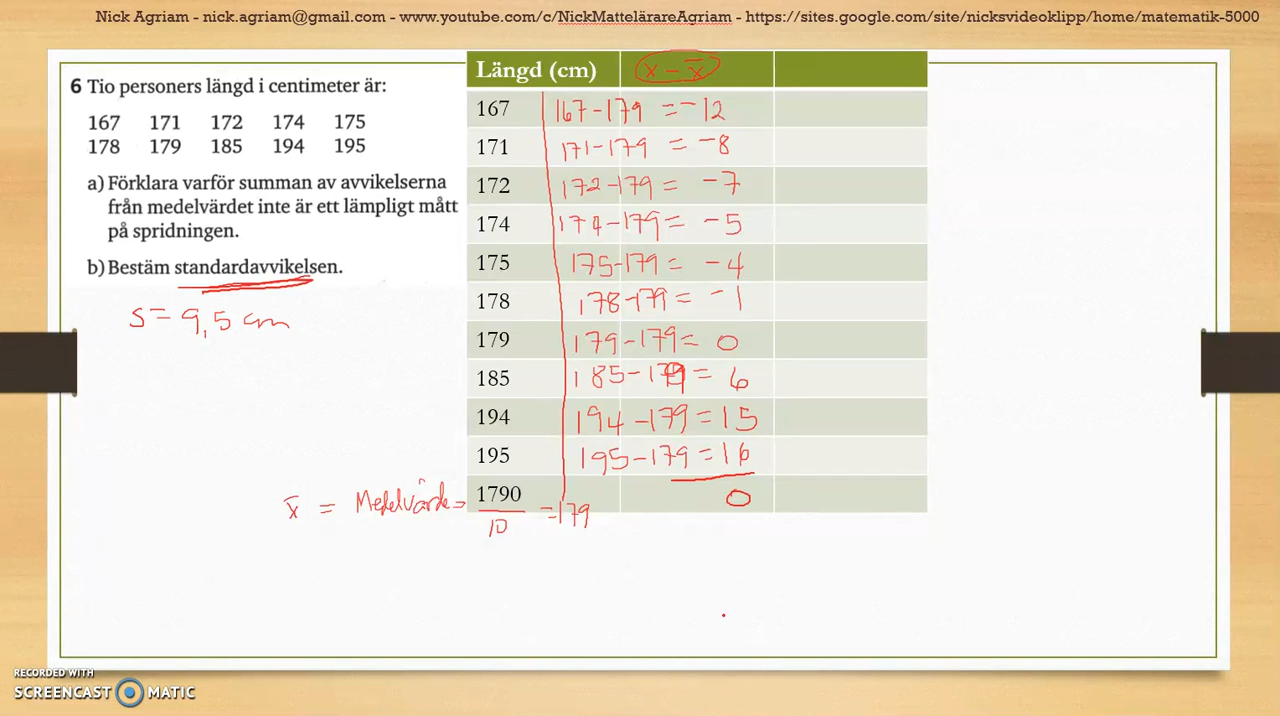 Nick Agriam - nick.agriam@gmail.com - www.youtube.com/c/NickMattelärareAgriam - https://sites.google.com/site/nicksvideoklipp/home/matematik-5000
6 Tio personers längd i centimeter är:
167 171 172 174 175
178 179 185 194 195
a) Förklara varför summan av avvikelserna
från medelvärdet inte är ett lämpligt mått
på spridningen.
b) Bestäm standardavvikelsen.
s = 9,5 cm
Längd (cm) x - x̄
167 167-179 = -12
171 171-179 = -8
172 172-179 = -7
174 174-179 = -5
175 175-179 = -4
178 178-179 = -1
179 179-179 = 0
185 185-179 = 6
194 194-179 = 15
195 195-179 = 16
x̄ = Medelvärde = 1790/10 = 179 0
RECORDED WITH
SCREENCAST MATIC